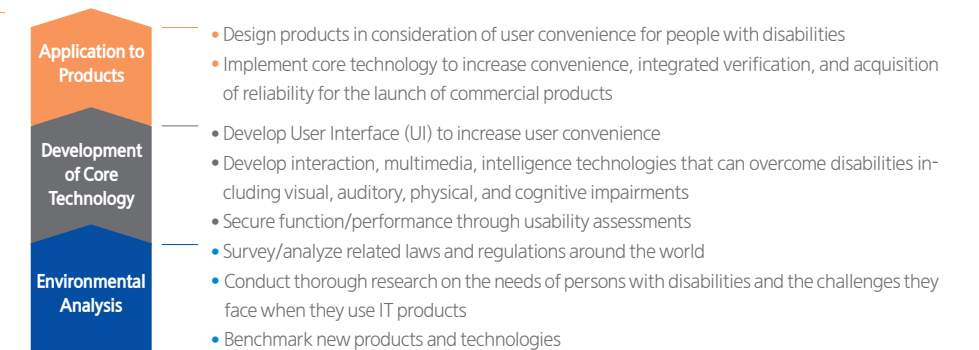 Application to
Products
• Design products in consideration of user convenience for people with disabilities
• Implement core technology to increase convenience, integrated verification, and acquisition
of reliability for the launch of commercial products
Development
of Core
Technology
• Develop User Interface (UI) to increase user convenience
• Develop interaction, multimedia, intelligence technologies that can overcome disabilities in-
cluding visual, auditory, physical, and cognitive impairments
• Secure function/performance through usability assessments
Environmental
Analysis
• Survey/analyze related laws and regulations around the world
• Conduct thorough research on the needs of persons with disabilities and the challenges they
face when they use IT products
• Benchmark new products and technologies